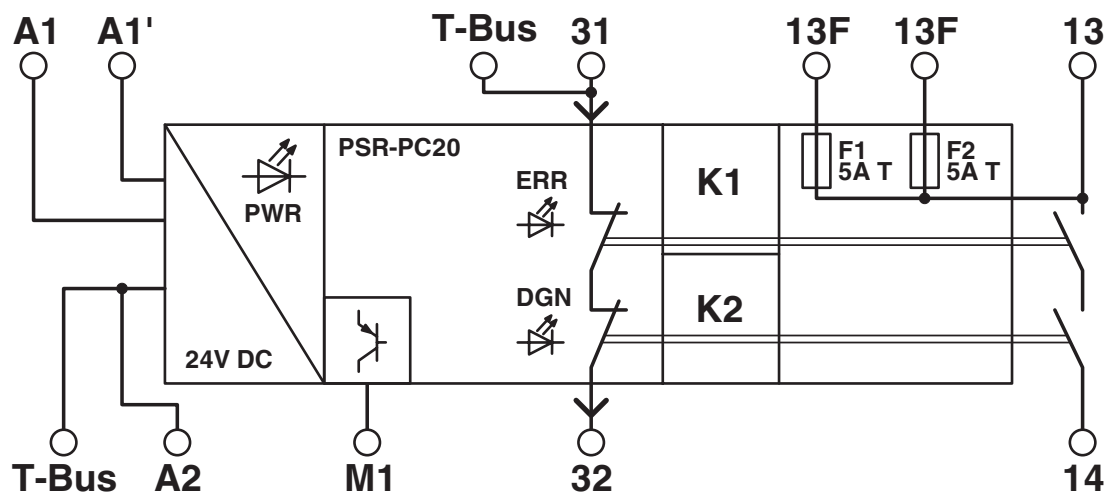 A1 A1' T-Bus 31 13F 13F 13
PSR-PC20
PWR
ERR
DGN
K1
K2
F1
5A T
F2
5A T
24V DC
T-Bus A2 M1 32 14